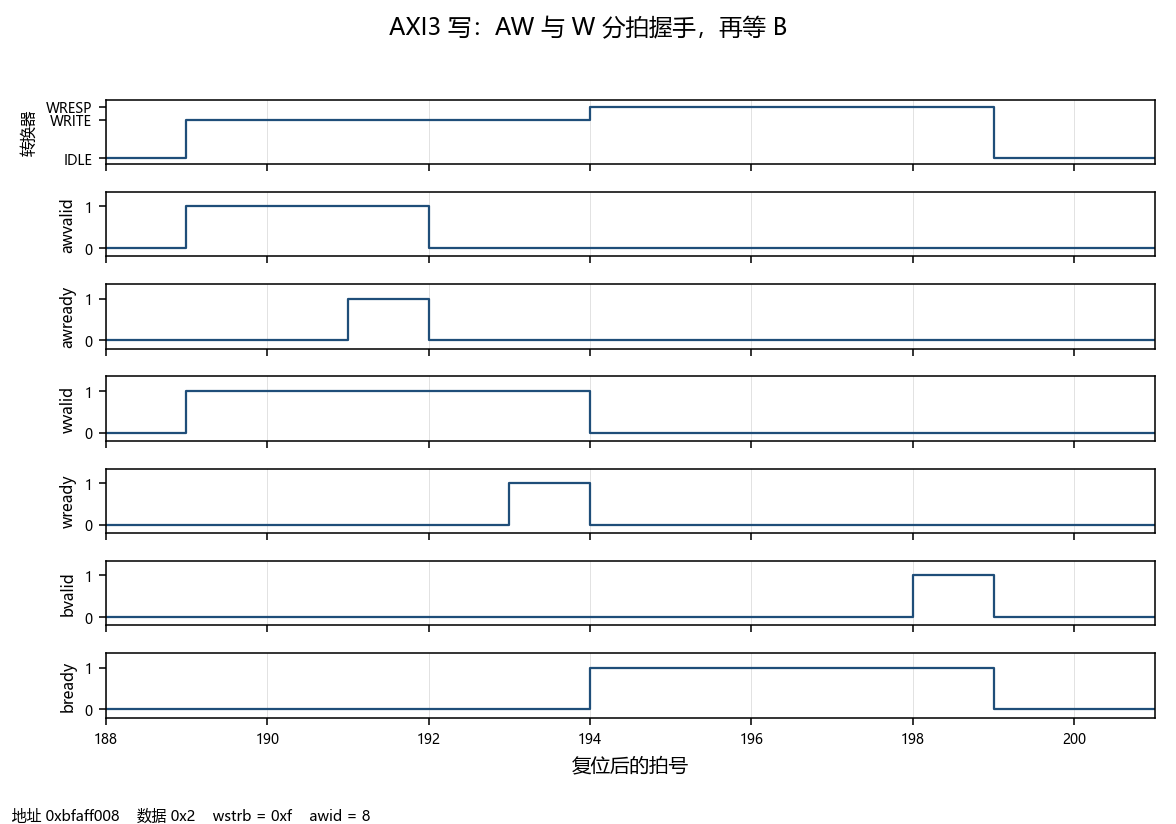 AXI3 写：AW 与 W 分拍握手，再等 B
转换器
WRESP
WRITE
IDLE
awvalid
1
0
awready
1
0
wvalid
1
0
wready
1
0
bvalid
1
0
bready
1
0
188 190 192 194 196 198 200
复位后的拍号
地址 0xbfaff008 数据 0x2 wstrb = 0xf awid = 8